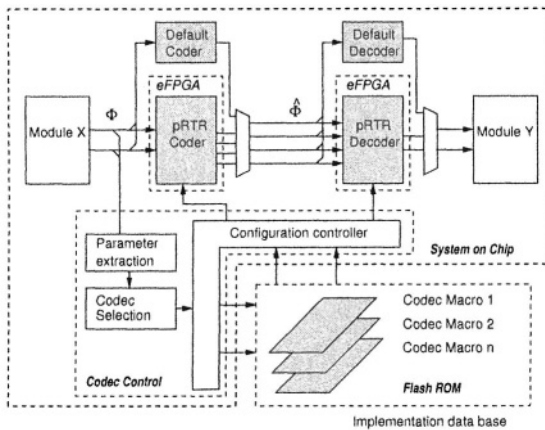 Default
Coder
Default
Decoder
eFPGA
eFPGA
Φ
Φ̂
Module X
pRTR
Coder
pRTR
Decoder
Module Y
Configuration controller
Parameter
extraction
System on Chip
Codec
Selection
Codec Macro 1
Codec Macro 2
Codec Macro n
Codec Control
Flash ROM
Implementation data base